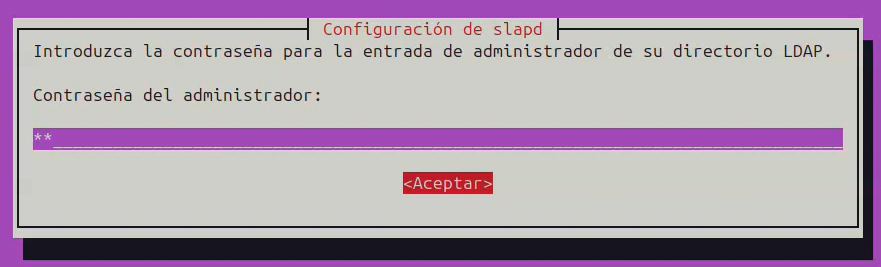 Configuración de slapd
Introduzca la contraseña para la entrada de administrador de su directorio LDAP.
Contraseña del administrador:
**________________________________________________________________________________
<Aceptar>